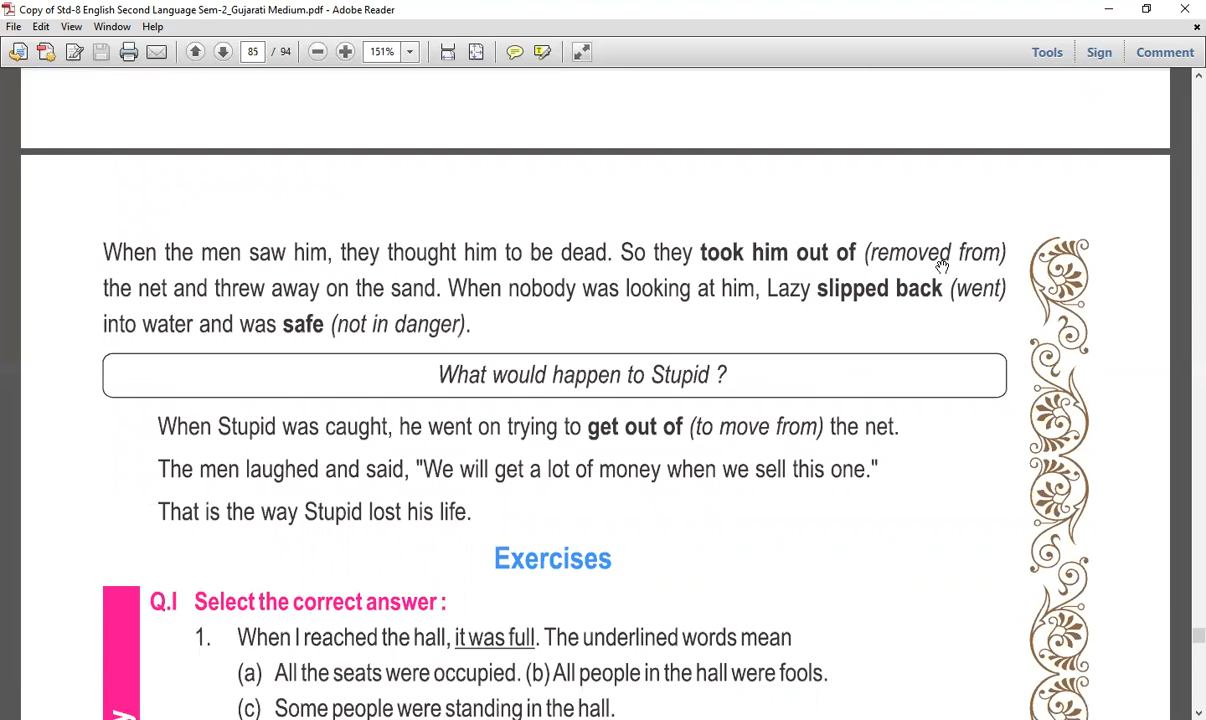 Copy of Std-8 English Second Language Sem-2_Gujarati Medium.pdf - Adobe Reader
File Edit View Window Help
85 / 94 151% Tools Sign Comment
When the men saw him, they thought him to be dead. So they took him out of (removed from)
the net and threw away on the sand. When nobody was looking at him, Lazy slipped back (went)
into water and was safe (not in danger).
What would happen to Stupid ?
When Stupid was caught, he went on trying to get out of (to move from) the net.
The men laughed and said, "We will get a lot of money when we sell this one."
That is the way Stupid lost his life.
Exercises
Q.I Select the correct answer :
1. When I reached the hall, it was full. The underlined words mean
(a) All the seats were occupied. (b) All people in the hall were fools.
(c) Some people were standing in the hall.